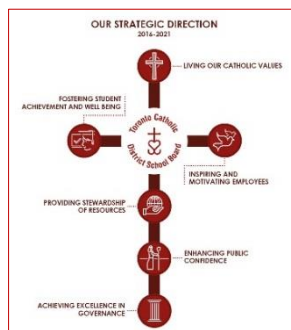 OUR STRATEGIC DIRECTION
2016-2021
LIVING OUR CATHOLIC VALUES
FOSTERING STUDENT
ACHIEVEMENT AND WELL BEING
Toronto Catholic
District School Board
INSPIRING AND
MOTIVATING EMPLOYEES
PROVIDING STEWARDSHIP
OF RESOURCES
ENHANCING PUBLIC
CONFIDENCE
ACHIEVING EXCELLENCE IN
GOVERNANCE